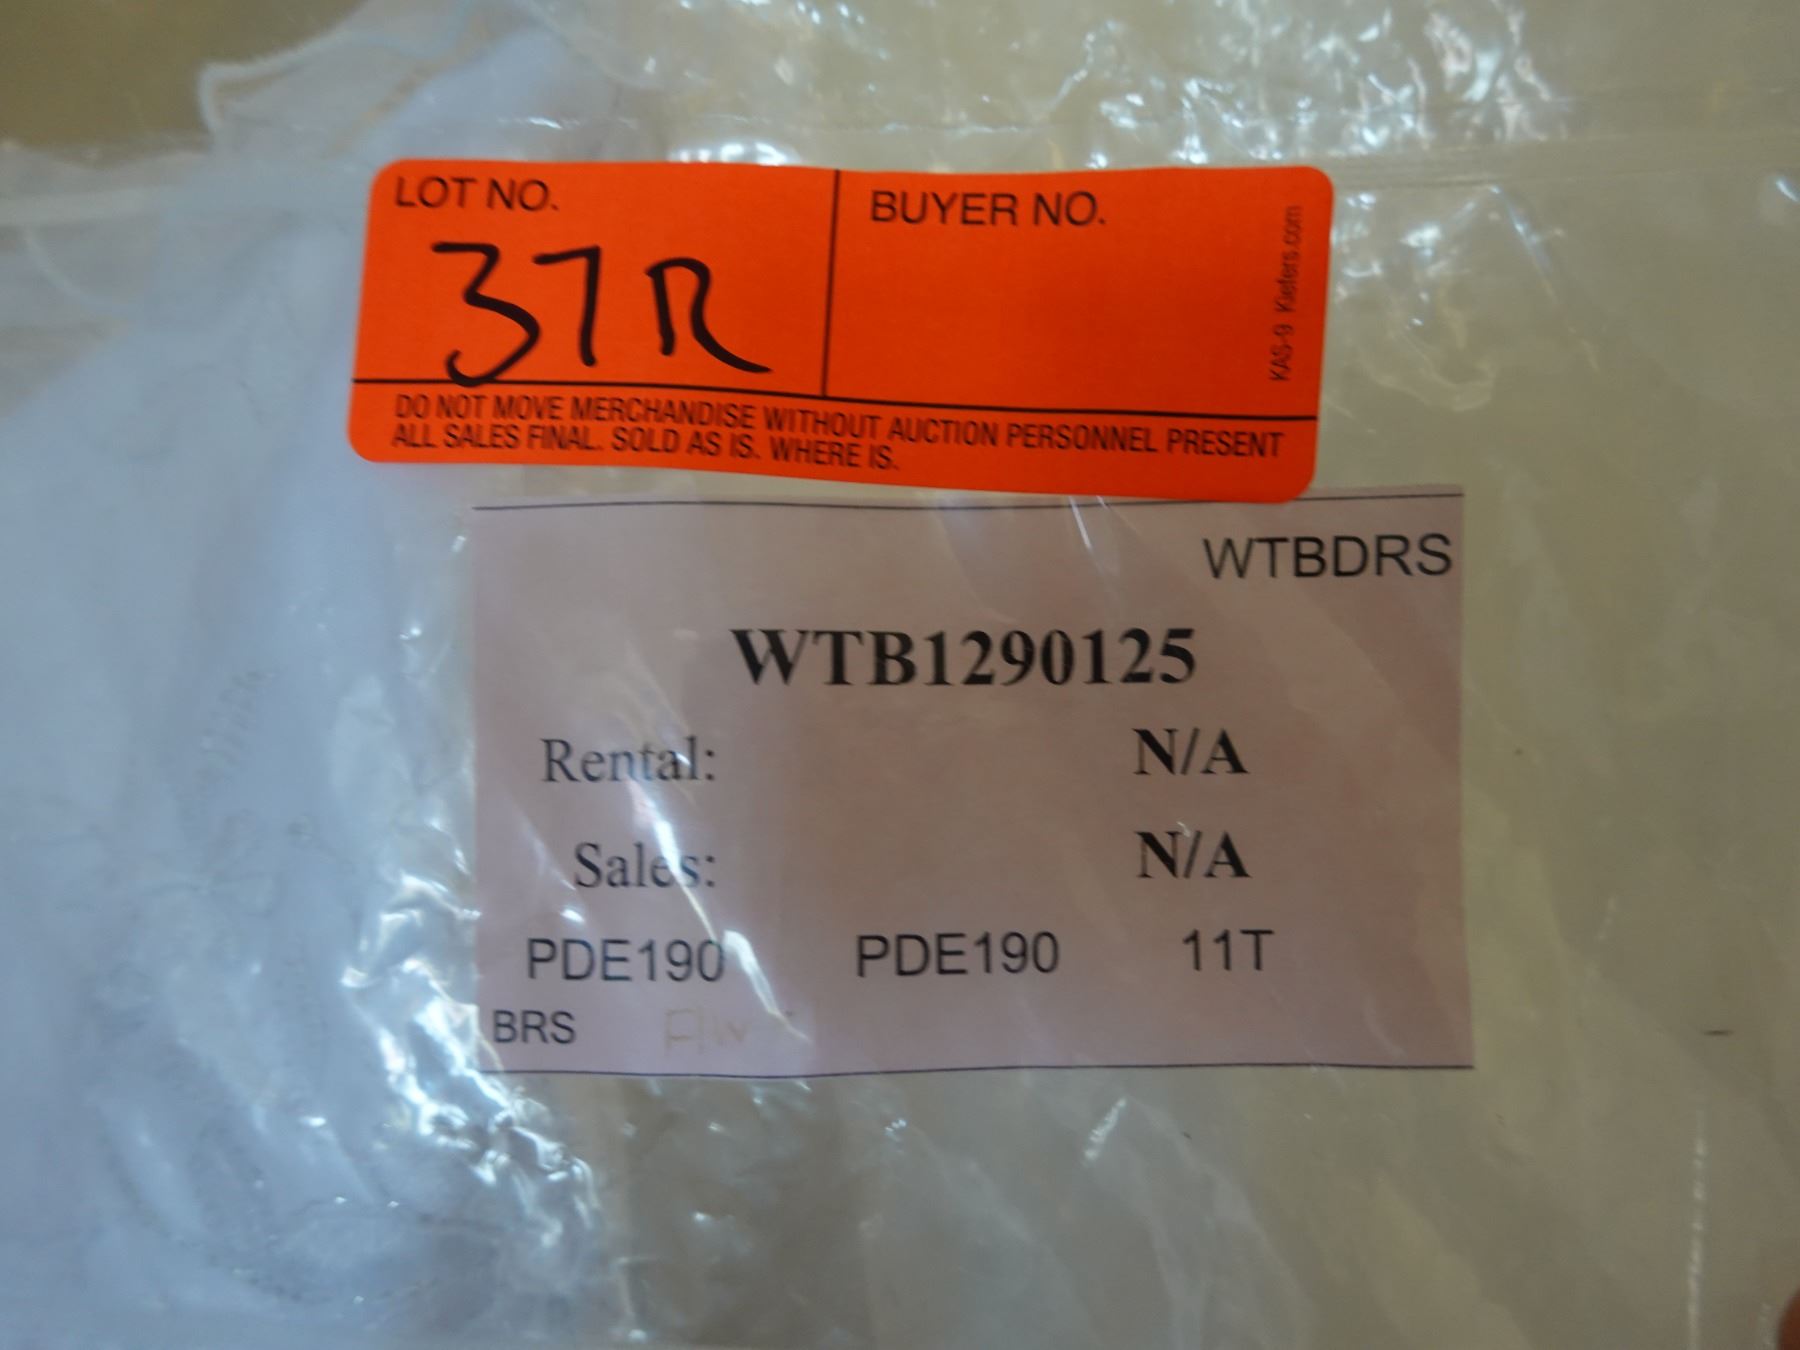 LOT NO. BUYER NO.
37R
KAS-9 Kiefers.com
DO NOT MOVE MERCHANDISE WITHOUT AUCTION PERSONNEL PRESENT
ALL SALES FINAL. SOLD AS IS. WHERE IS.
WTBDRS
WTB1290125
Rental: N/A
Sales: N/A
PDE190 PDE190 11T
BRS